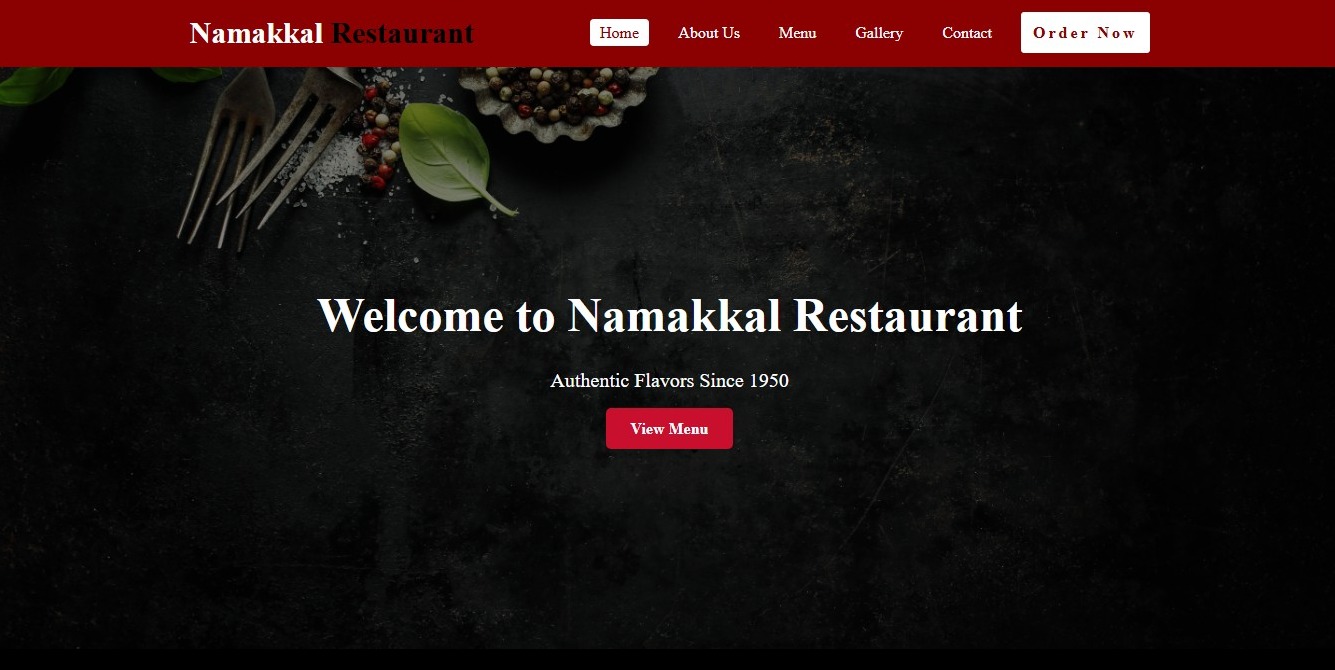 Namakkal Restaurant
Home
About Us
Menu
Gallery
Contact
Order Now
Welcome to Namakkal Restaurant
Authentic Flavors Since 1950
View Menu